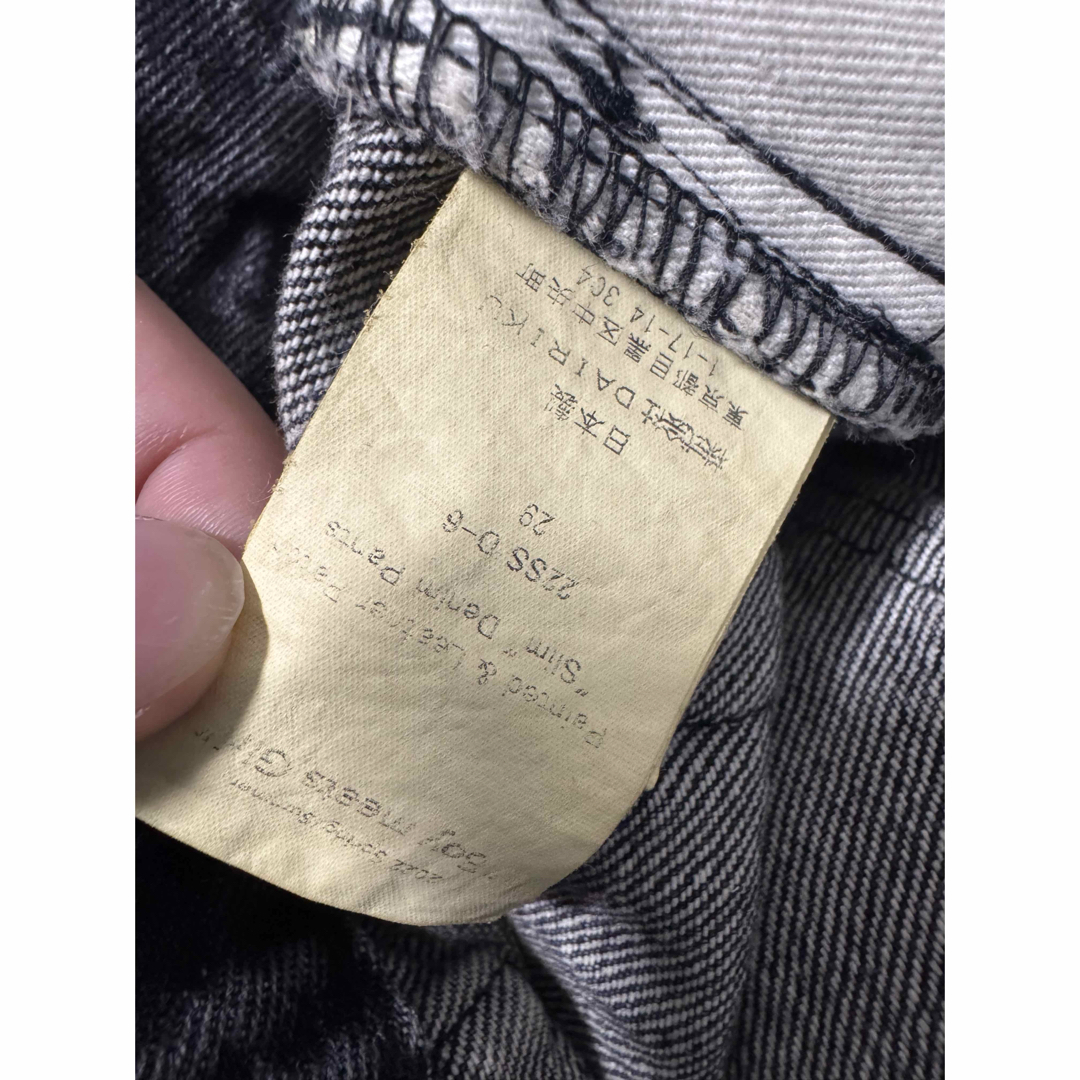 2022 Spring/Summer
"Boy meets Girl"
Painted & Leather
"Slim" Denim Pants
22SS D-6
29
日本製
株式会社DAIRIKU
東京都目黒区中央町
1-17-14 304